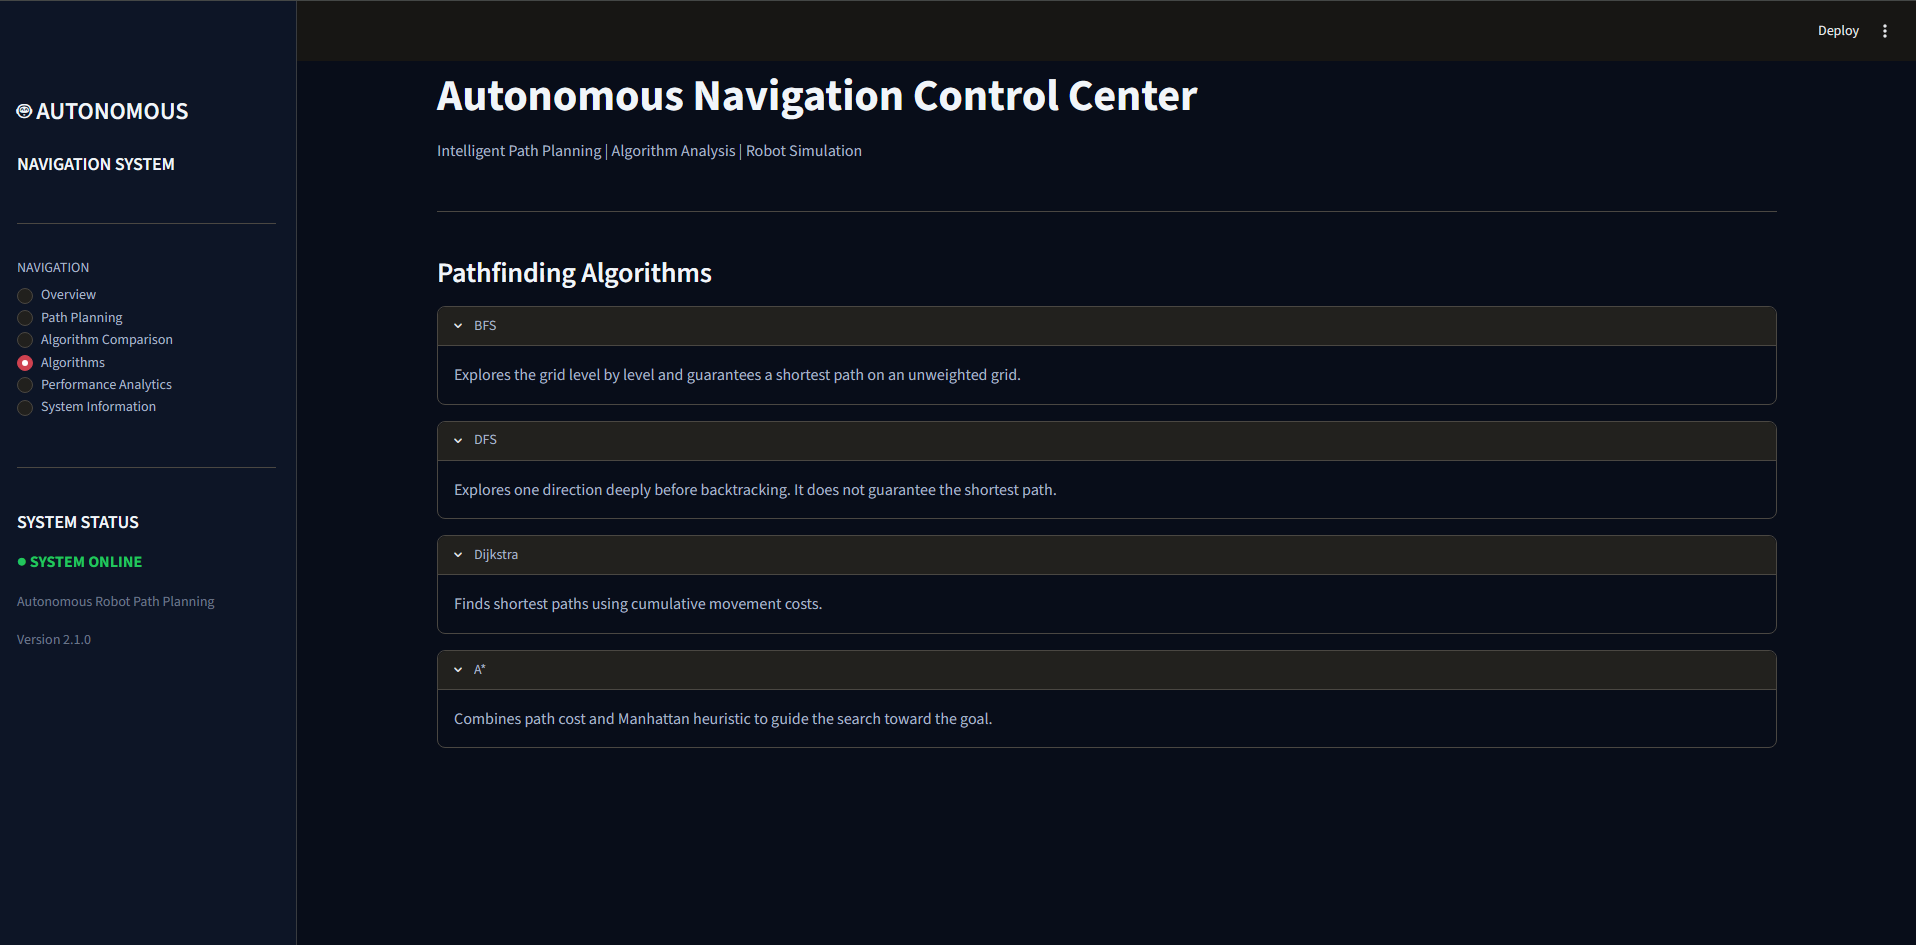 Deploy
AUTONOMOUS
NAVIGATION SYSTEM
NAVIGATION
Overview
Path Planning
Algorithm Comparison
Algorithms
Performance Analytics
System Information
SYSTEM STATUS
SYSTEM ONLINE
Autonomous Robot Path Planning
Version 2.1.0
Autonomous Navigation Control Center
Intelligent Path Planning | Algorithm Analysis | Robot Simulation
Pathfinding Algorithms
BFS
Explores the grid level by level and guarantees a shortest path on an unweighted grid.
DFS
Explores one direction deeply before backtracking. It does not guarantee the shortest path.
Dijkstra
Finds shortest paths using cumulative movement costs.
A*
Combines path cost and Manhattan heuristic to guide the search toward the goal.